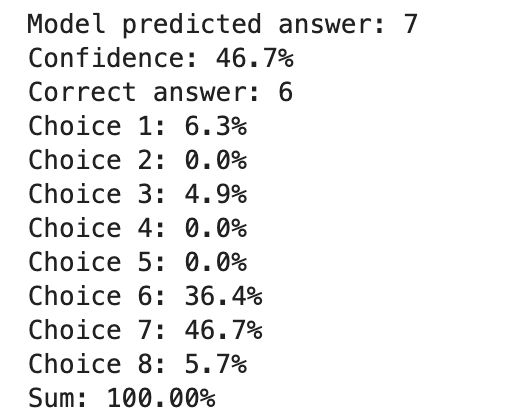 Model predicted answer: 7
Confidence: 46.7%
Correct answer: 6
Choice 1: 6.3%
Choice 2: 0.0%
Choice 3: 4.9%
Choice 4: 0.0%
Choice 5: 0.0%
Choice 6: 36.4%
Choice 7: 46.7%
Choice 8: 5.7%
Sum: 100.00%